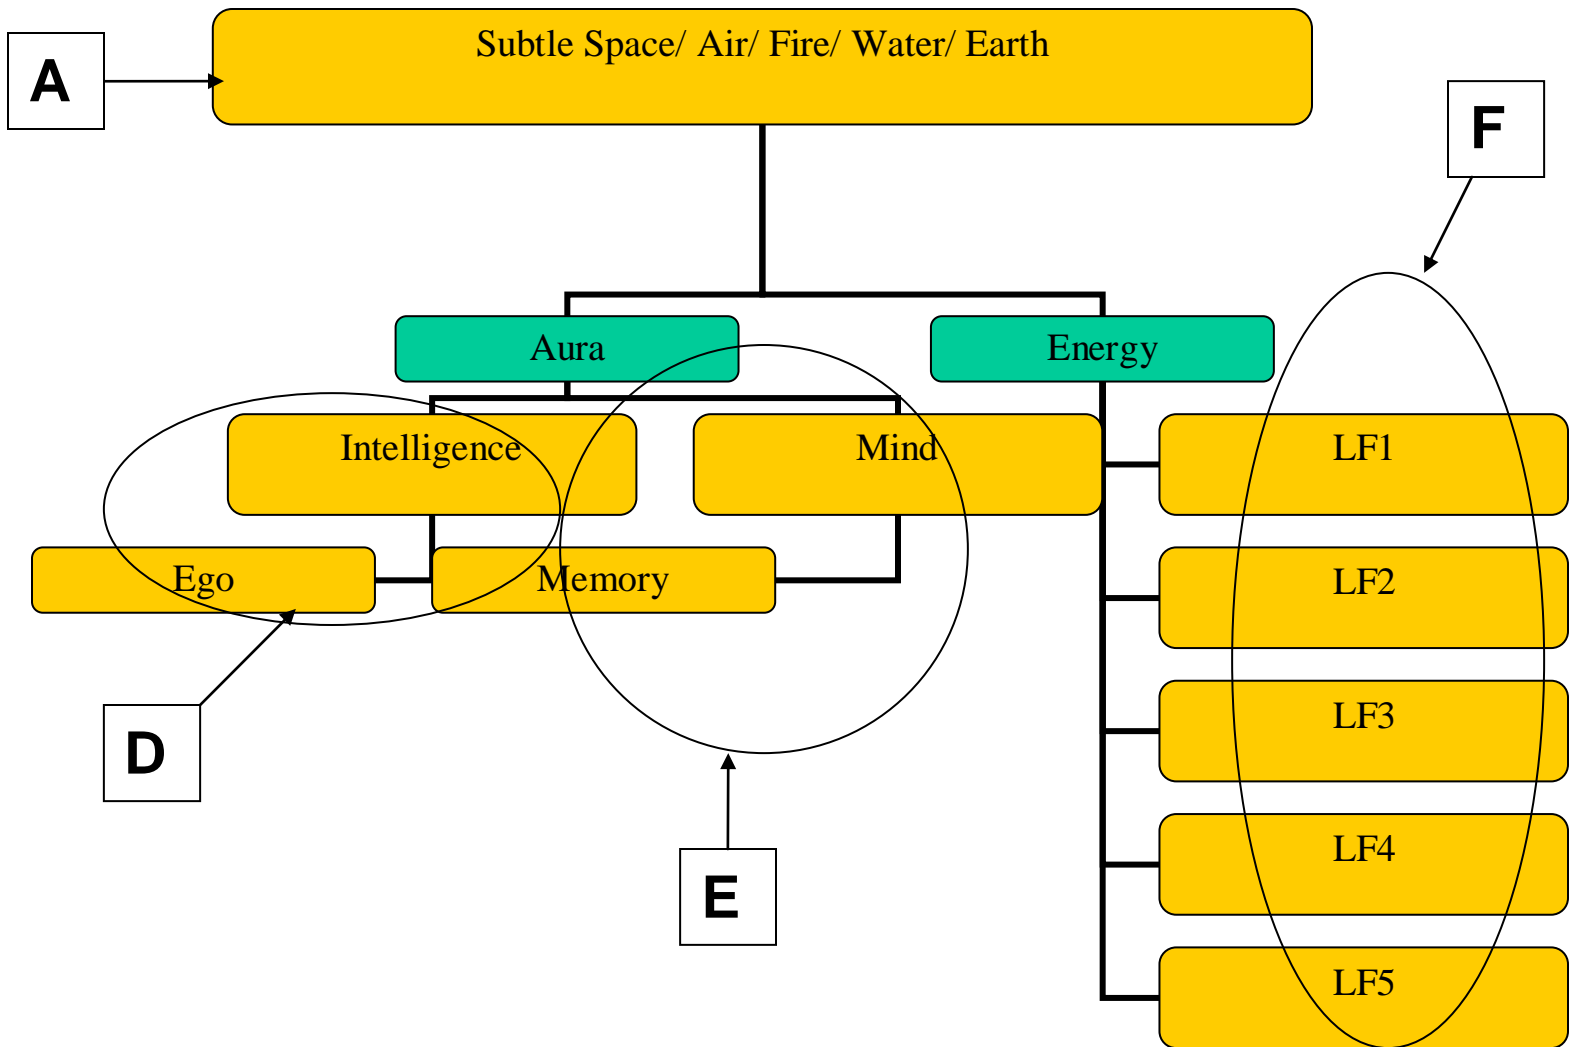 Subtle Space/ Air/ Fire/ Water/ Earth
A
F
Aura
Energy
Intelligence
Mind
LF1
Ego
Memory
LF2
LF3
D
LF4
E
LF5